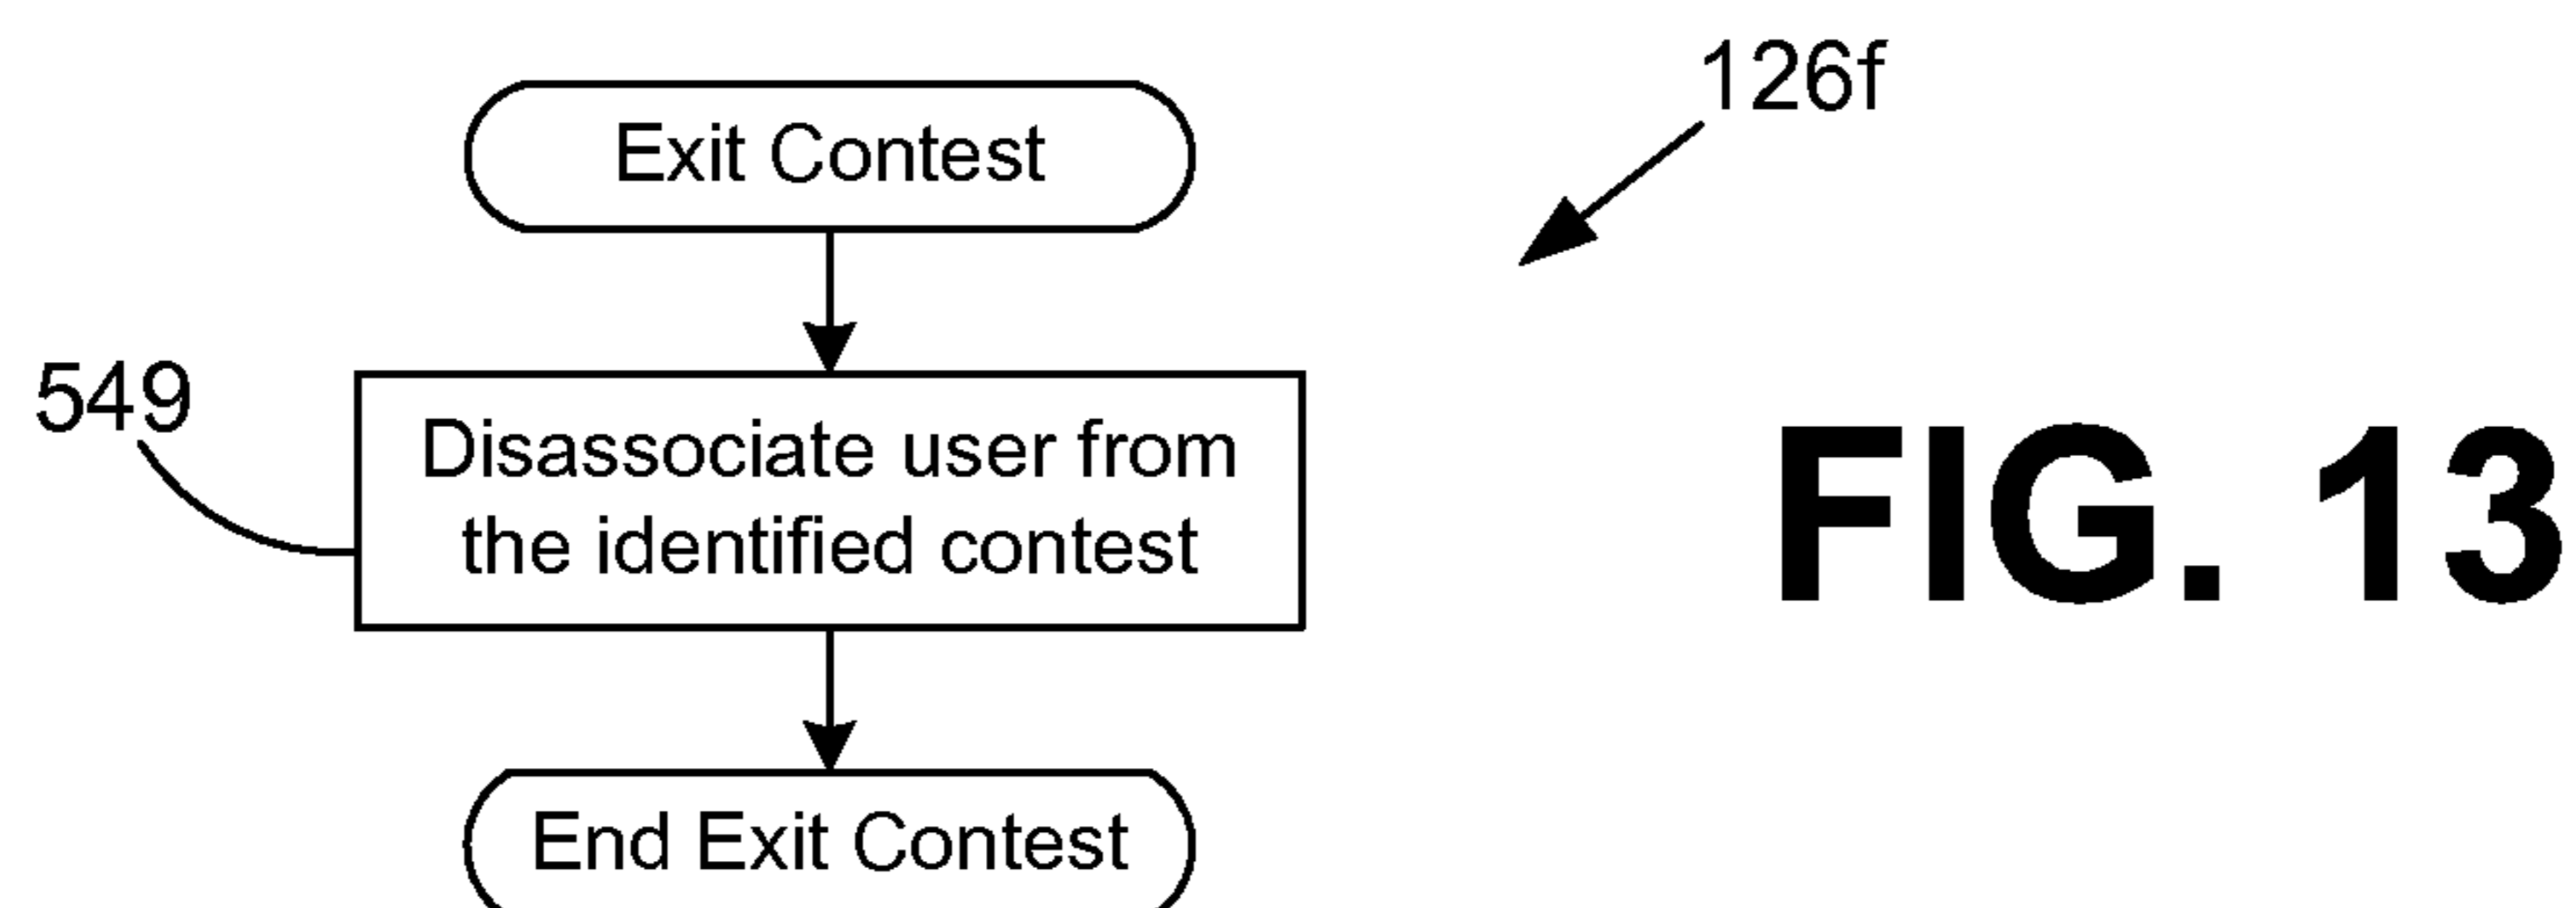 126f
Exit Contest
549
Disassociate user from
the identified contest
FIG. 13
End Exit Contest